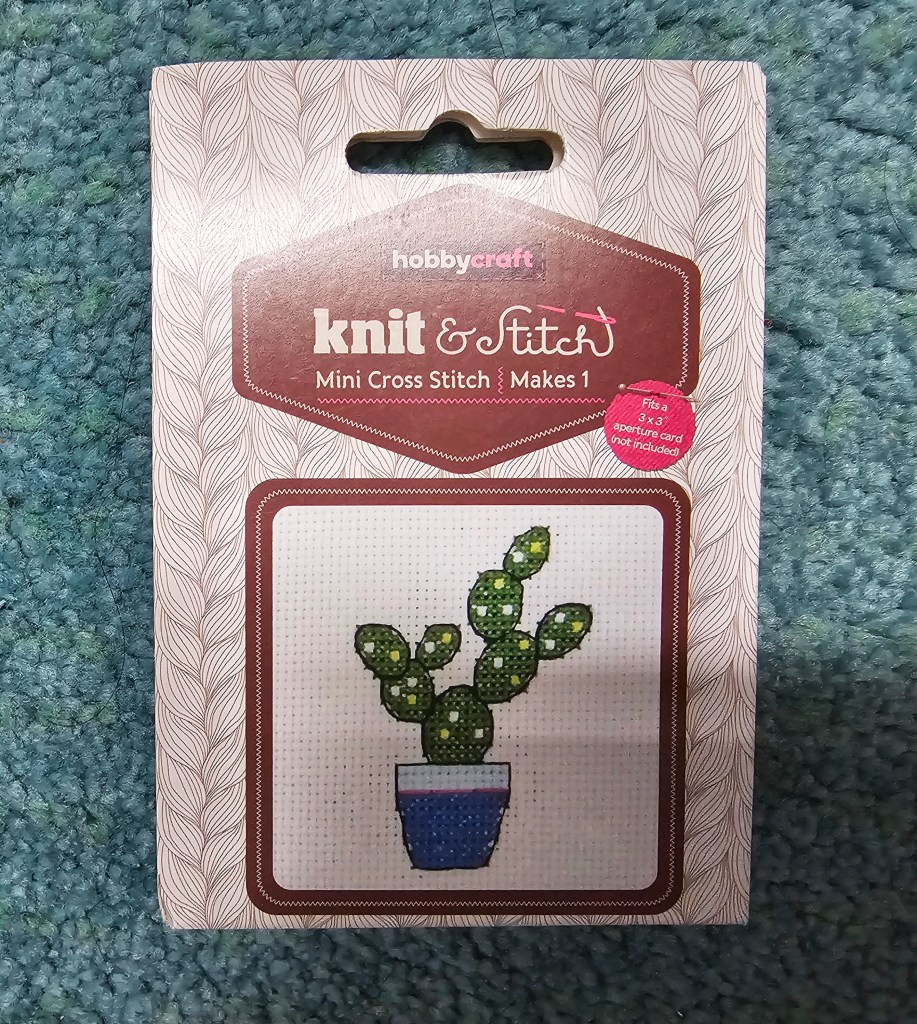 hobbycraft
knit & Stitch
Mini Cross Stitch Makes 1
Fits a
3 x 3"
aperture card
(not included)